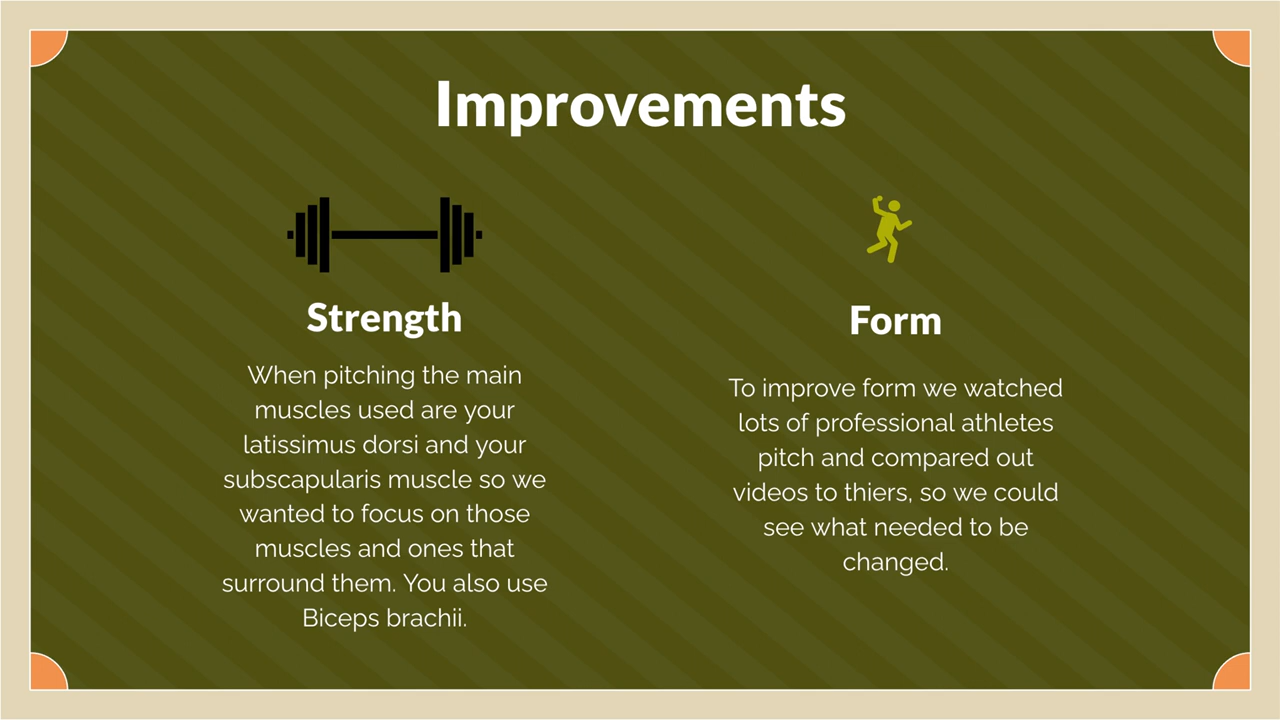 Improvements
Strength
When pitching the main
muscles used are your
latissimus dorsi and your
subscapularis muscle so we
wanted to focus on those
muscles and ones that
surround them. You also use
Biceps brachii.
Form
To improve form we watched
lots of professional athletes
pitch and compared out
videos to thiers, so we could
see what needed to be
changed.